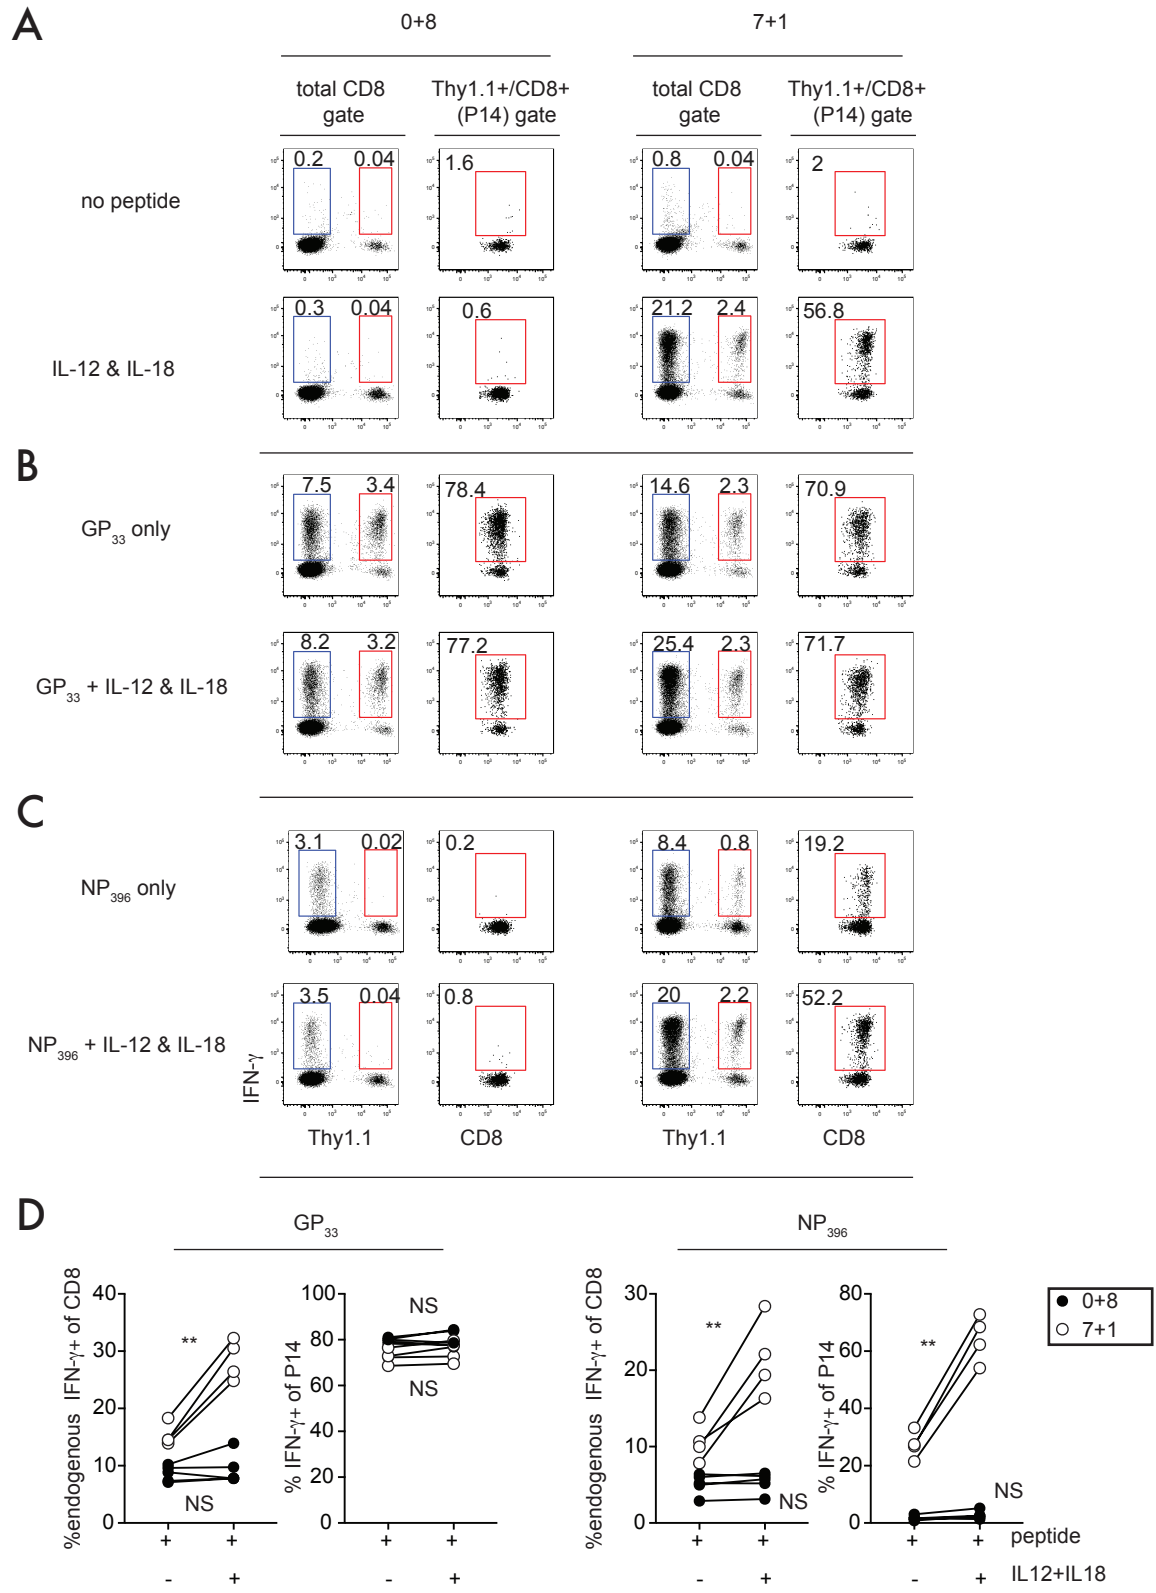 A
0+8 7+1
total CD8 gate Thy1.1+/CD8+ (P14) gate total CD8 gate Thy1.1+/CD8+ (P14) gate
no peptide
0.2 0.04 1.6 0.8 0.04 2
IL-12 & IL-18
0.3 0.04 0.6 21.2 2.4 56.8
B
GP33 only
7.5 3.4 78.4 14.6 2.3 70.9
GP33 + IL-12 & IL-18
8.2 3.2 77.2 25.4 2.3 71.7
C
NP396 only
3.1 0.02 0.2 8.4 0.8 19.2
NP396 + IL-12 & IL-18
3.5 0.04 0.8 20 2.2 52.2
IFN-γ
Thy1.1 CD8 Thy1.1 CD8
D
GP33 NP396
%endogenous IFN-γ+ of CD8
40
30
20
10
0
**
NS
% IFN-γ+ of P14
100
80
60
40
20
0
NS
NS
%endogenous IFN-γ+ of CD8
30
20
10
0
**
NS
% IFN-γ+ of P14
80
60
40
20
0
**
NS
0+8
7+1
+ + + + + + + + peptide
- + - + - + - + IL12+IL18